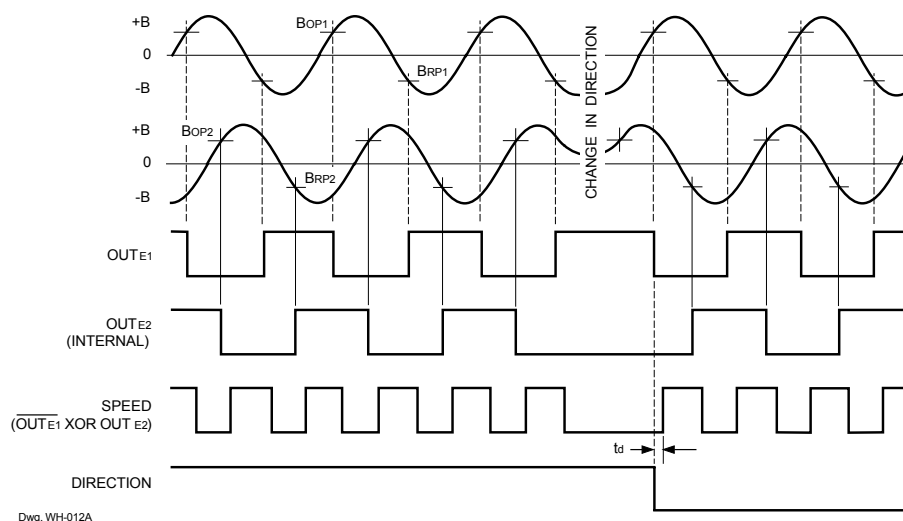 +B
0
-B
BOP1
BRP1
+B
0
-B
BOP2
BRP2
CHANGE IN DIRECTION
OUTE1
OUTE2
(INTERNAL)
SPEED
(OUTE1 XOR OUT E2)
td
DIRECTION
Dwg. WH-012A